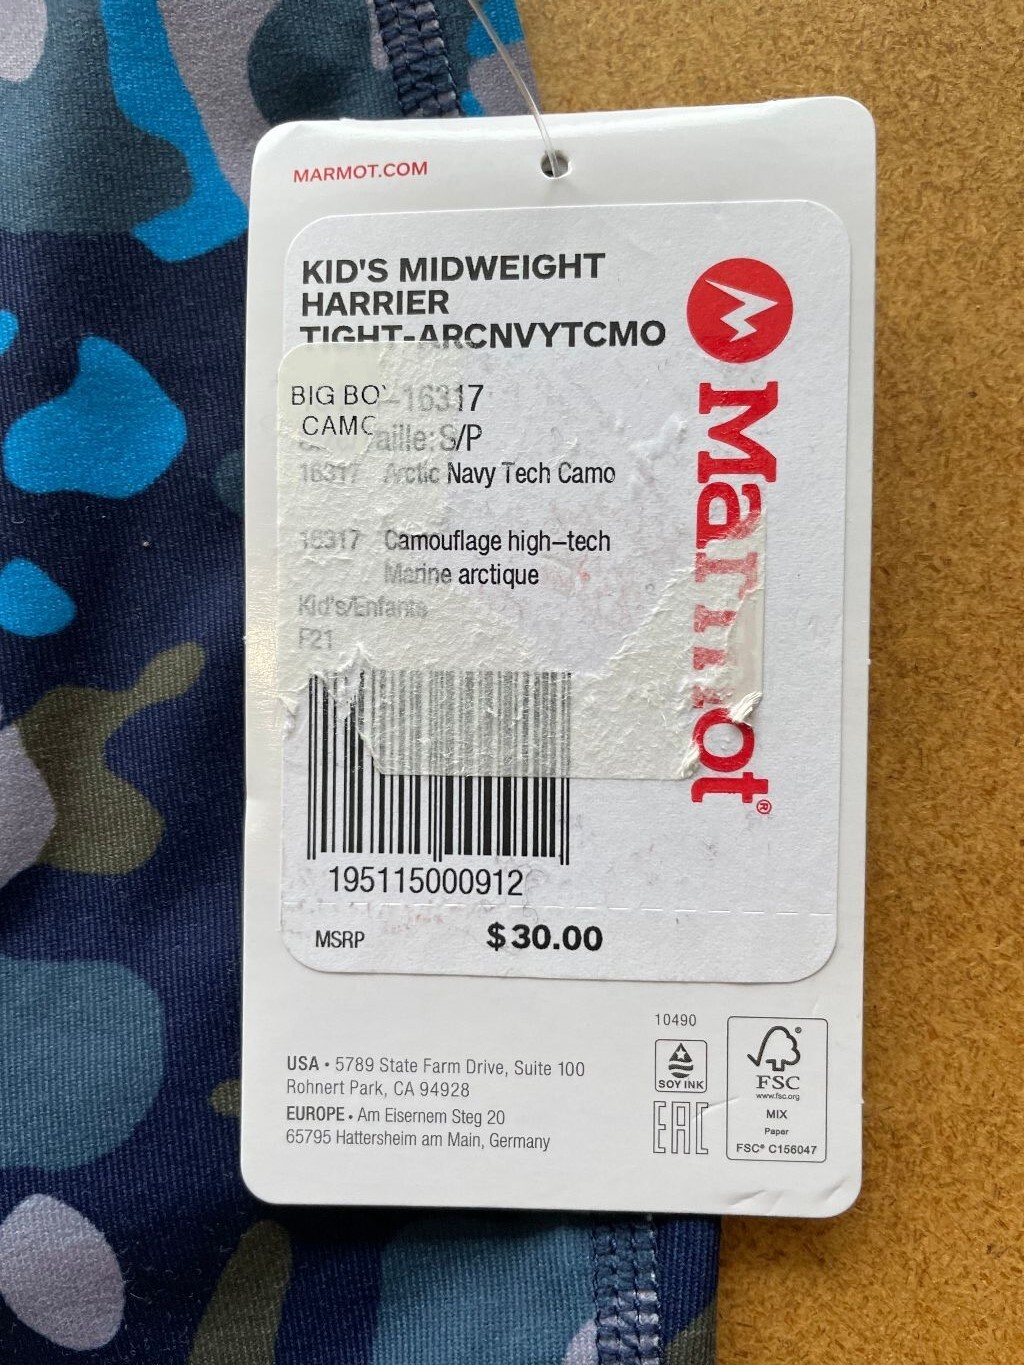 MARMOT.COM
KID'S MIDWEIGHT
HARRIER
TIGHT-ARCNVYTCMO
BIG BO
-16317
CAMO
aille: S/P
16317 Arctic Navy Tech Camo
16317 Camouflage high-tech
Marine arctique
Kid's/Enfants
F21
Marmot®
195115000912
MSRP $30.00
10490
SOY INK
EAC
FSC®
www.fsc.org
MIX
Paper
FSC® C156047
USA • 5789 State Farm Drive, Suite 100
Rohnert Park, CA 94928
EUROPE • Am Eisernem Steg 20
65795 Hattersheim am Main, Germany